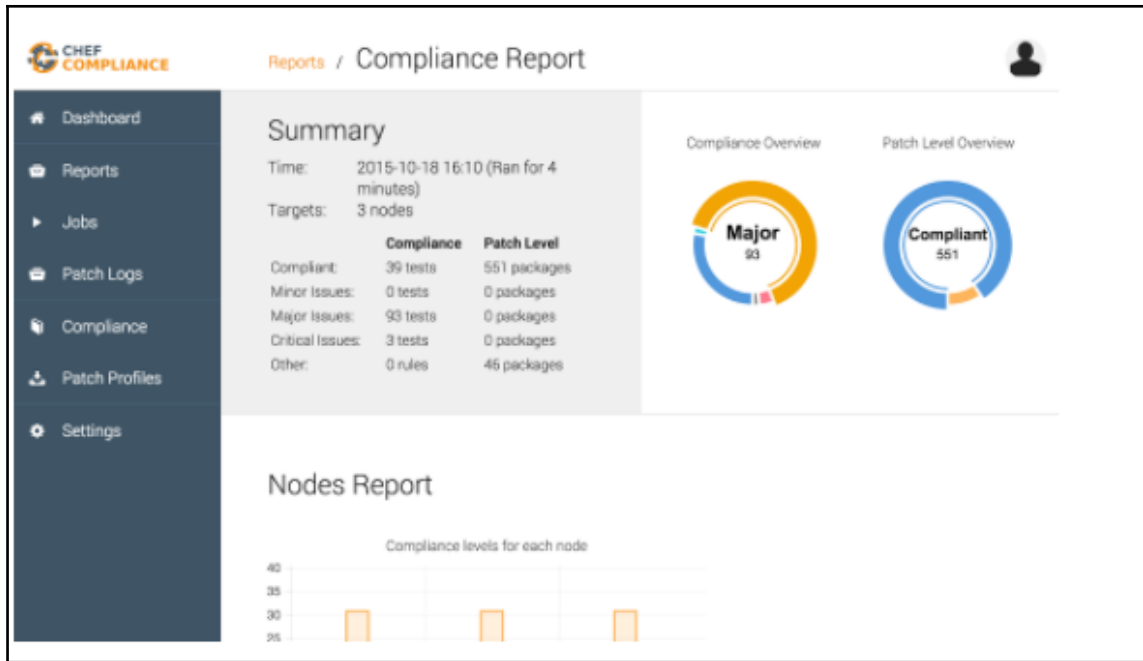 CHEF
COMPLIANCE
Reports / Compliance Report
Dashboard
Reports
Jobs
Patch Logs
Compliance
Patch Profiles
Settings
Summary
Time: 2015-10-18 16:10 (Ran for 4
minutes)
Targets: 3 nodes
Compliance Patch Level
Compliant: 39 tests 551 packages
Minor Issues: 0 tests 0 packages
Major Issues: 93 tests 0 packages
Critical Issues: 3 tests 0 packages
Other: 0 rules 46 packages
Compliance Overview
Major
93
Patch Level Overview
Compliant
551
Nodes Report
Compliance levels for each node
40
35
30
25